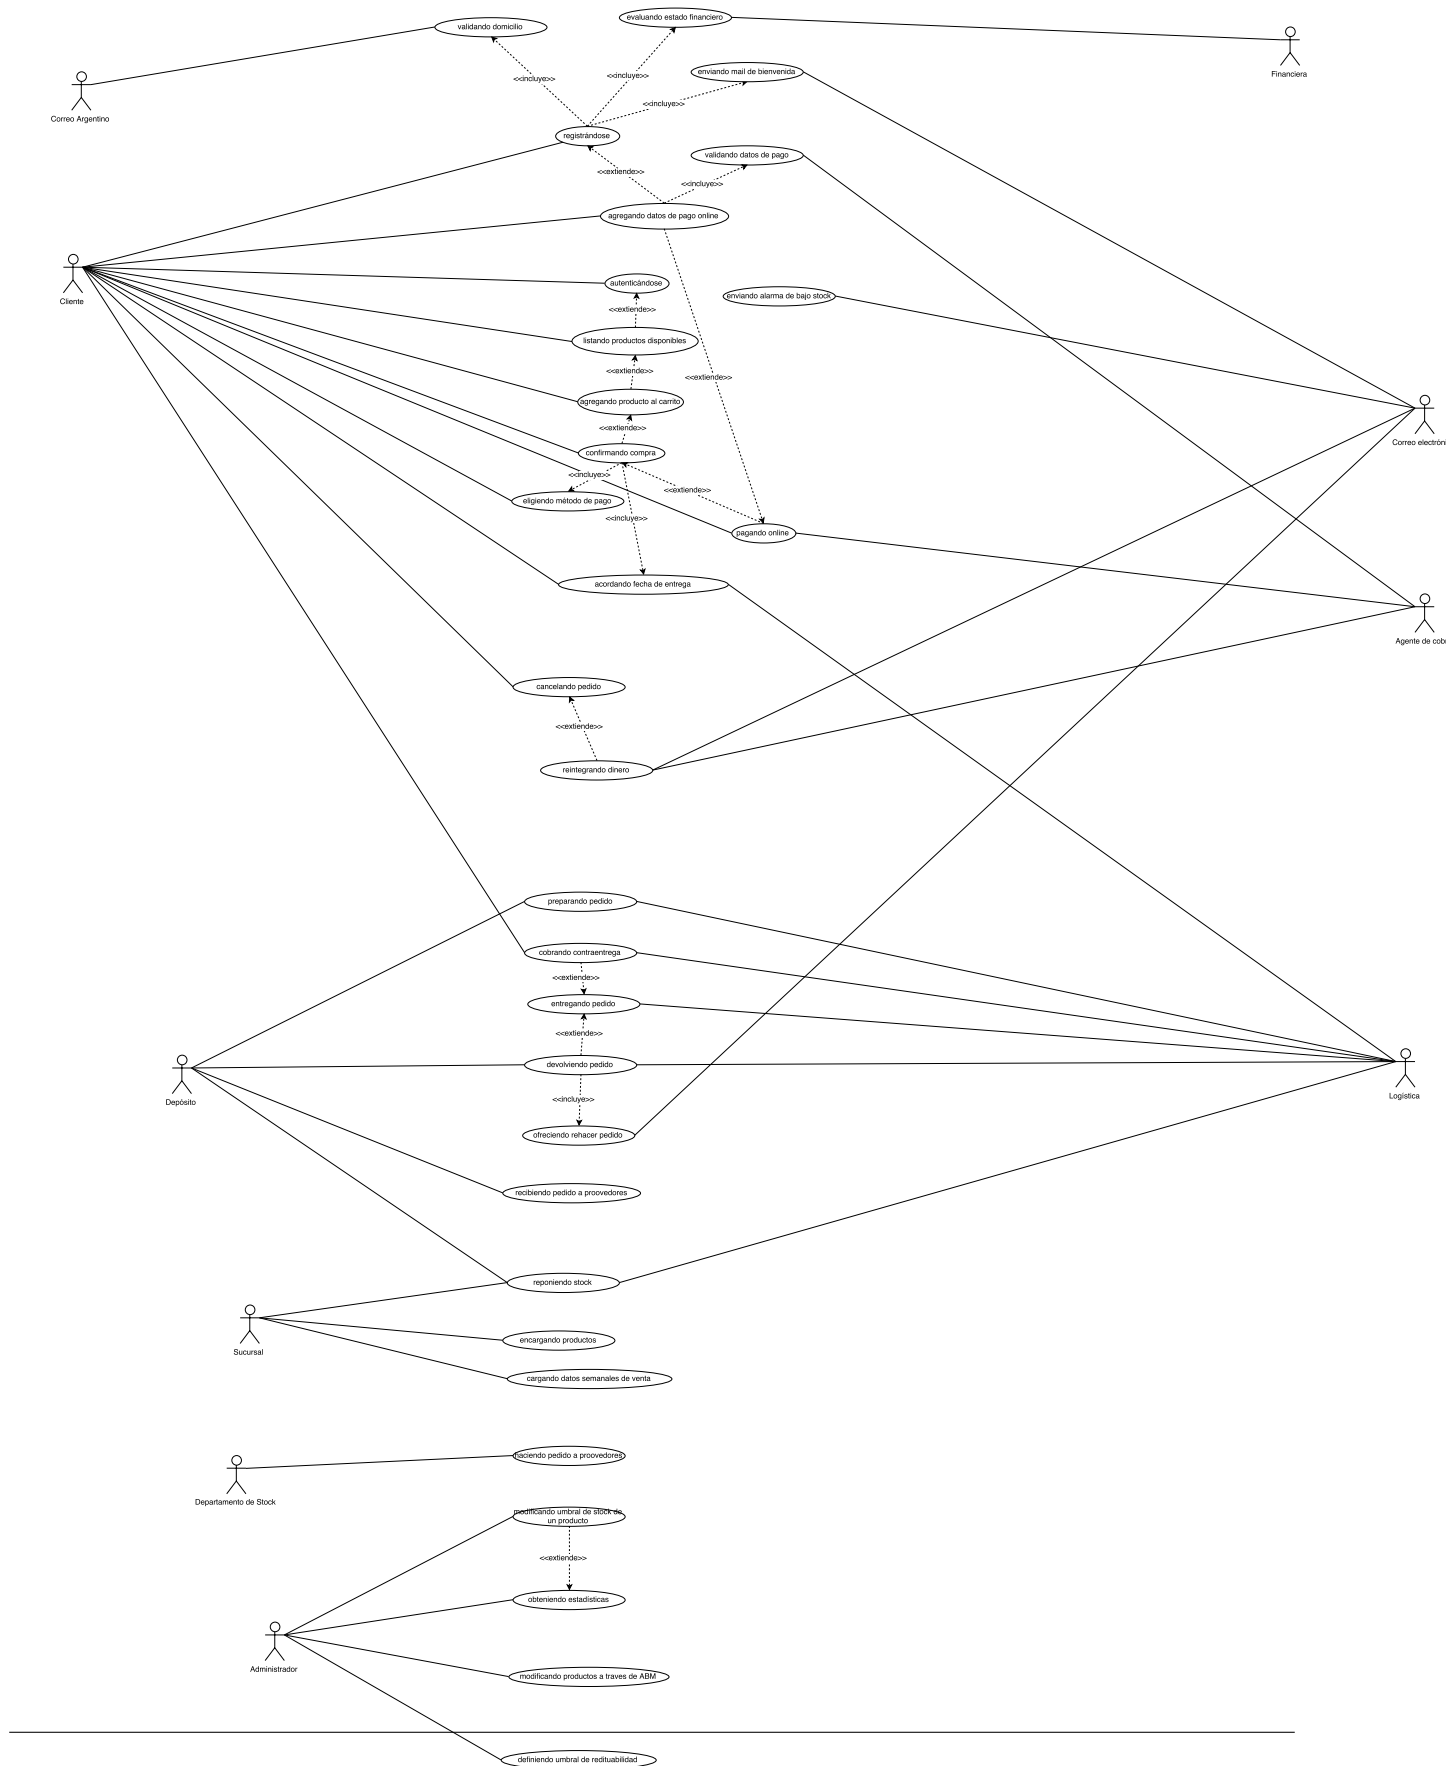 evaluando estado financiero
validando domicilio
Financiera
enviando mail de bienvenida
<<incluye>>
<<incluye>>
<<incluye>>
Correo Argentino
registrándose
validando datos de pago
<<extiende>>
<<incluye>>
agregando datos de pago online
autenticándose
enviando alarma de bajo stock
Cliente
<<extiende>>
listando productos disponibles
<<extiende>>
<<extiende>>
agregando producto al carrito
<<extiende>>
Correo electróni
confirmando compra
<<incluye>>
<<extiende>>
eligiendo método de pago
<<incluye>>
pagando online
acordando fecha de entrega
Agente de cob
cancelando pedido
<<extiende>>
reintegrando dinero
preparando pedido
cobrando contraentrega
<<extiende>>
entregando pedido
<<extiende>>
devolviendo pedido
Depósito
Logística
<<incluye>>
ofreciendo rehacer pedido
recibiendo pedido a proovedores
reponiendo stock
encargando productos
Sucursal
cargando datos semanales de venta
haciendo pedido a proovedores
Departamento de Stock
modificando umbral de stock de
un producto
<<extiende>>
obteniendo estadísticas
Administrador
modificando productos a traves de ABM
definiendo umbral de redituabilidad